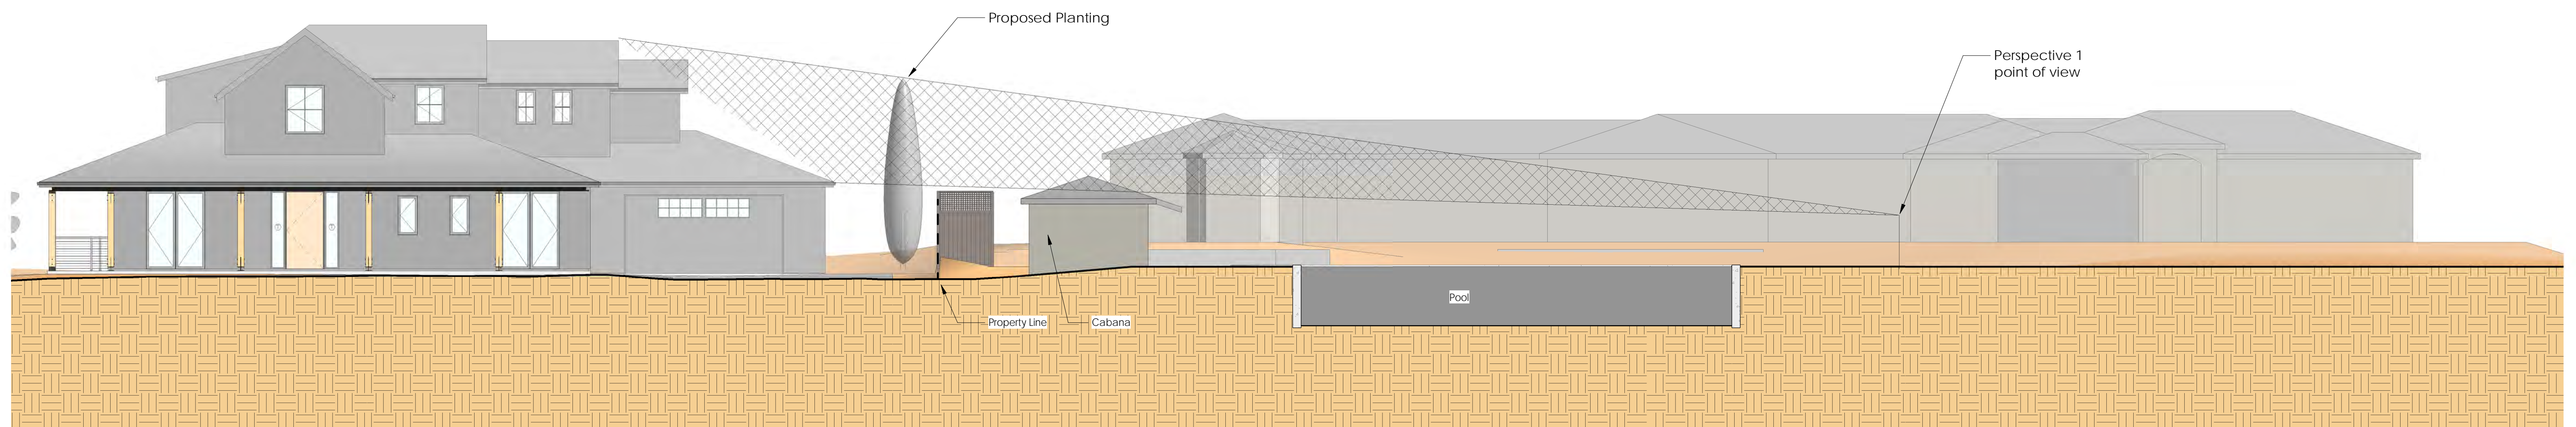 Proposed Planting
Perspective 1
point of view
Pool
Property Line
Cabana